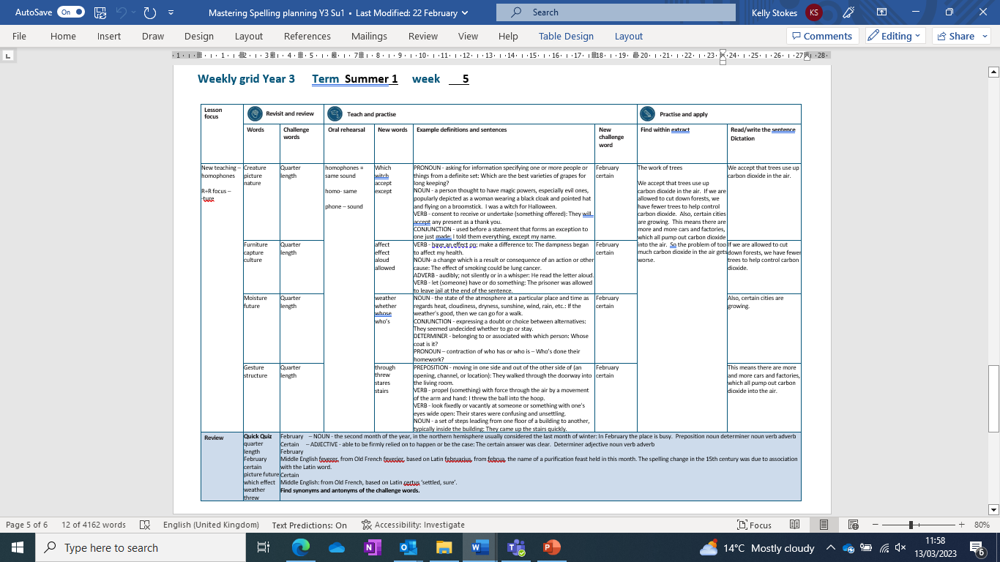 AutoSave On Mastering Spelling planning Y3 Su1 • Last Modified: 22 February Search Kelly Stokes KS
File Home Insert Draw Design Layout References Mailings Review View Help Table Design Layout Comments Editing Share
Weekly grid Year 3 Term Summer 1 week 5
Lesson
focus
Revisit and review
Teach and practise
Practise and apply
Words
Challenge
words
Oral rehearsal
New words
Example definitions and sentences
New
challenge
word
Find within extract
Read/write the sentence
Dictation
New teaching –
homophones
R+R focus –
-ture
Creature
picture
nature
Quarter
length
homophones =
same sound
homo- same
phone – sound
Which
witch
accept
except
PRONOUN - asking for information specifying one or more people or
things from a definite set: Which are the best varieties of grapes for
long keeping?
NOUN - a person thought to have magic powers, especially evil ones,
popularly depicted as a woman wearing a black cloak and pointed hat
and flying on a broomstick. I was a witch for Halloween.
VERB - consent to receive or undertake (something offered): They will
accept any present as a thank you.
CONJUNCTION - used before a statement that forms an exception to
one just made: I told them everything, except my name.
February
certain
The work of trees
We accept that trees use up
carbon dioxide in the air. If we are
allowed to cut down forests, we
have fewer trees to help control
carbon dioxide. Also, certain cities
are growing. This means there are
more and more cars and factories,
which all pump out carbon dioxide
into the air. So the problem of too
much carbon dioxide in the air gets
worse.
We accept that trees use up
carbon dioxide in the air.
Furniture
capture
culture
Quarter
length
affect
effect
aloud
allowed
VERB - have an effect on; make a difference to: The dampness began
to affect my health.
NOUN- a change which is a result or consequence of an action or other
cause: The effect of smoking could be lung cancer.
ADVERB - audibly; not silently or in a whisper: He read the letter aloud.
VERB - let (someone) have or do something: The prisoner was allowed
to leave jail at the end of the sentence.
February
certain
If we are allowed to cut
down forests, we have fewer
trees to help control carbon
dioxide.
Moisture
future
Quarter
length
weather
whether
whose
who's
NOUN - the state of the atmosphere at a particular place and time as
regards heat, cloudiness, dryness, sunshine, wind, rain, etc.: If the
weather's good, then we can go for a walk.
CONJUNCTION - expressing a doubt or choice between alternatives:
They seemed undecided whether to go or stay.
DETERMINER - belonging to or associated with which person: Whose
coat is it?
PRONOUN – contraction of who has or who is – Who's done their
homework?
February
certain
Also, certain cities are
growing.
Gesture
structure
Quarter
length
through
threw
stares
stairs
PREPOSITION - moving in one side and out of the other side of (an
opening, channel, or location): They walked through the doorway into
the living room.
VERB - propel (something) with force through the air by a movement
of the arm and hand: I threw the ball into the hoop.
VERB - look fixedly or vacantly at someone or something with one's
eyes wide open: Their stares were confusing and unsettling.
NOUN - a set of steps leading from one floor of a building to another,
typically inside the building: They came up the stairs quickly.
February
certain
This means there are more
and more cars and factories,
which all pump out carbon
dioxide into the air.
Review
Quick Quiz
quarter
length
February
certain
picture future
which effect
weather
threw
February – NOUN - the second month of the year, in the northern hemisphere usually considered the last month of winter: In February the place is busy. Preposition noun determiner noun verb adverb
Certain – ADJECTIVE - able to be firmly relied on to happen or be the case: The certain answer was clear. Determiner adjective noun verb adverb
February
Middle English feverer, from Old French feverier, based on Latin februarius, from februa, the name of a purification feast held in this month. The spelling change in the 15th century was due to association
with the Latin word.
Certain
Middle English: from Old French, based on Latin certus ‘settled, sure’.
Find synonyms and antonyms of the challenge words.
Page 5 of 6 12 of 4162 words English (United Kingdom) Text Predictions: On Accessibility: Investigate Focus 80%
Type here to search 14°C Mostly cloudy 11:58
13/03/2023 6